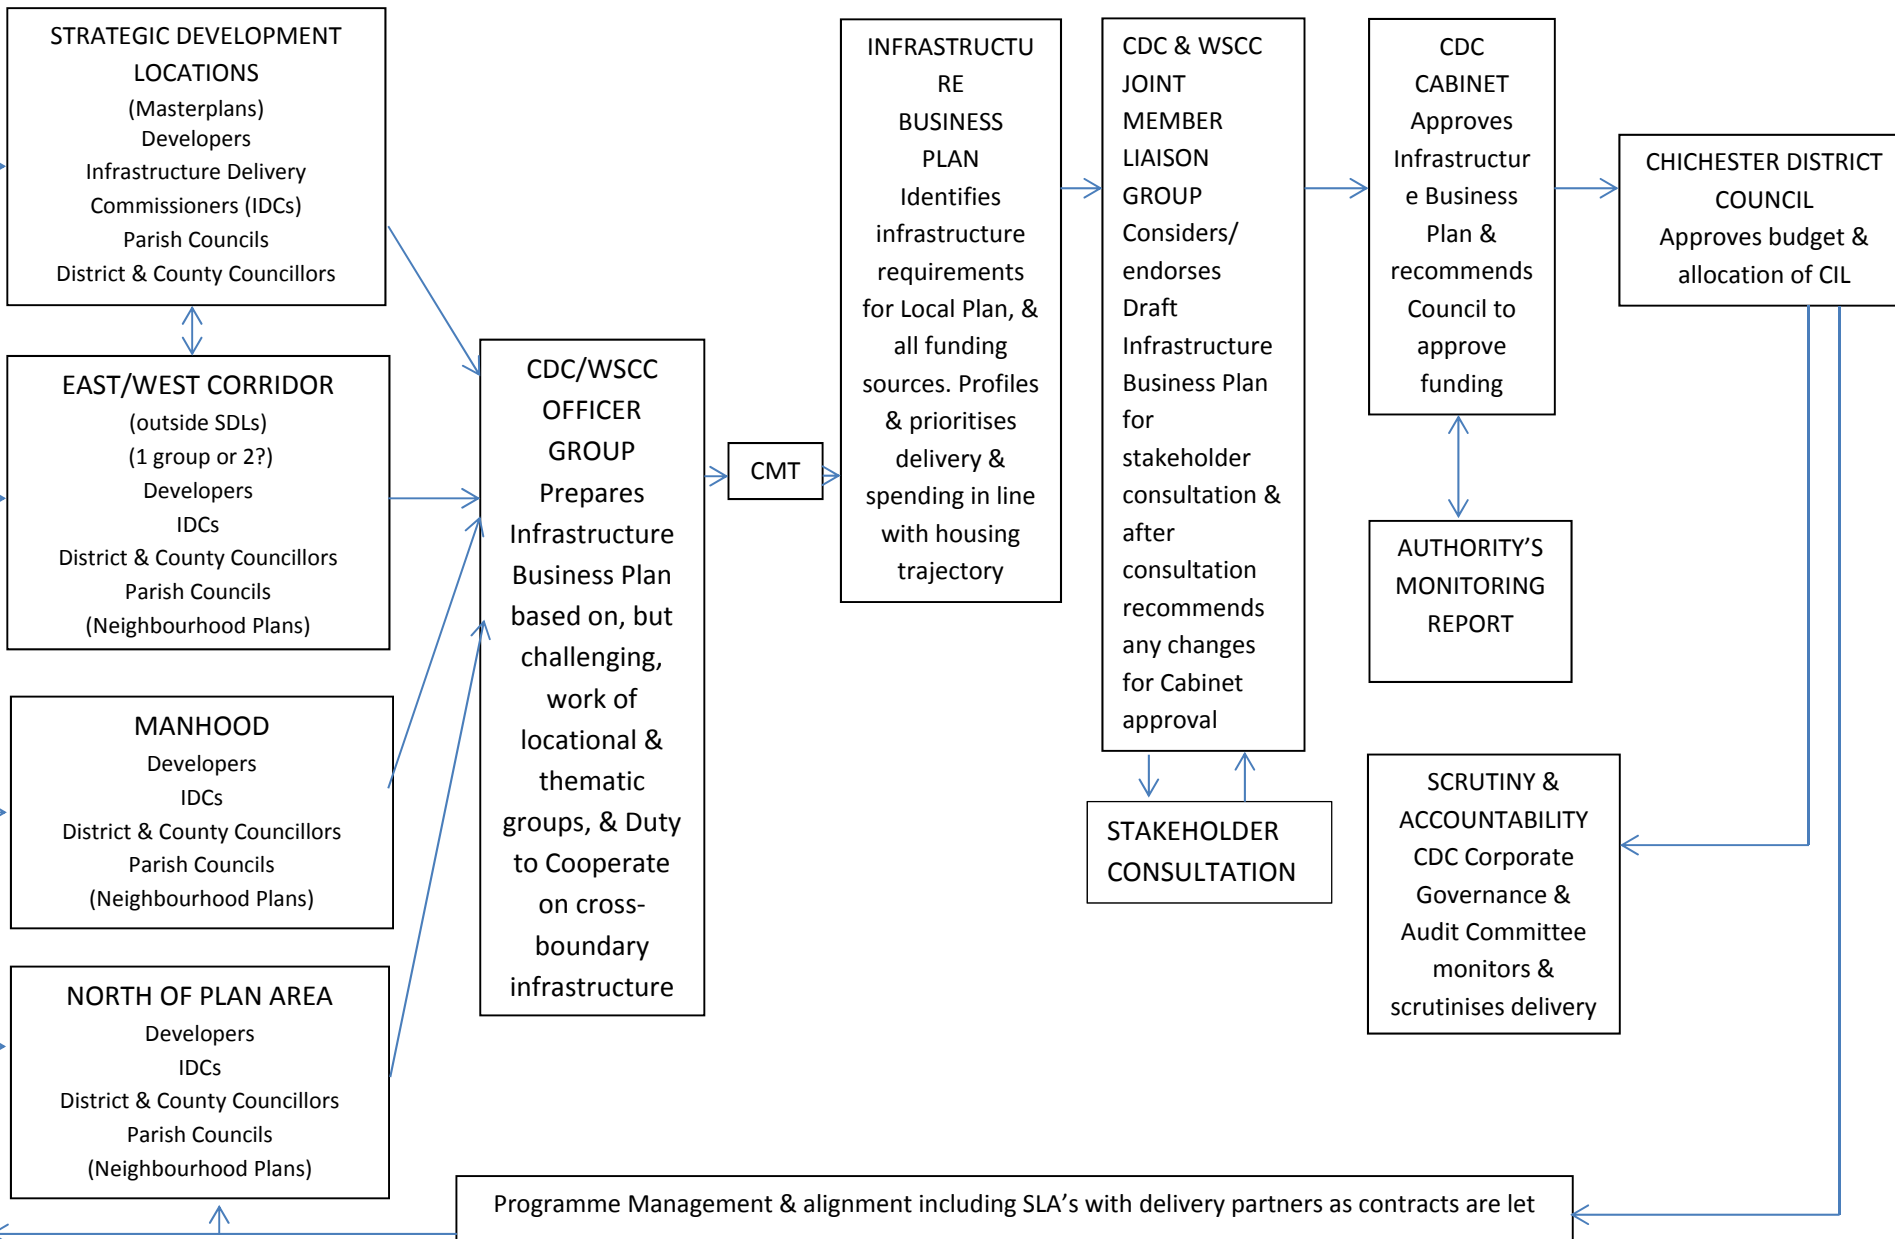 STRATEGIC DEVELOPMENT
LOCATIONS
(Masterplans)
Developers
Infrastructure Delivery
Commissioners (IDCs)
Parish Councils
District & County Councillors
EAST/WEST CORRIDOR
(outside SDLs)
(1 group or 2?)
Developers
IDCs
District & County Councillors
Parish Councils
(Neighbourhood Plans)
MANHOOD
Developers
IDCs
District & County Councillors
Parish Councils
(Neighbourhood Plans)
NORTH OF PLAN AREA
Developers
IDCs
District & County Councillors
Parish Councils
(Neighbourhood Plans)
CDC/WSCC
OFFICER
GROUP
Prepares
Infrastructure
Business Plan
based on, but
challenging,
work of
locational &
thematic
groups, & Duty
to Cooperate
on cross-
boundary
infrastructure
CMT
INFRASTRUCTU
RE
BUSINESS
PLAN
Identifies
infrastructure
requirements
for Local Plan, &
all funding
sources. Profiles
& prioritises
delivery &
spending in line
with housing
trajectory
CDC & WSCC
JOINT
MEMBER
LIAISON
GROUP
Considers/
endorses
Draft
Infrastructure
Business Plan
for
stakeholder
consultation &
after
consultation
recommends
any changes
for Cabinet
approval
STAKEHOLDER
CONSULTATION
CDC
CABINET
Approves
Infrastructur
e Business
Plan &
recommends
Council to
approve
funding
AUTHORITY'S
MONITORING
REPORT
SCRUTINY &
ACCOUNTABILITY
CDC Corporate
Governance &
Audit Committee
monitors &
scrutinises delivery
CHICHESTER DISTRICT
COUNCIL
Approves budget &
allocation of CIL
Programme Management & alignment including SLA's with delivery partners as contracts are let